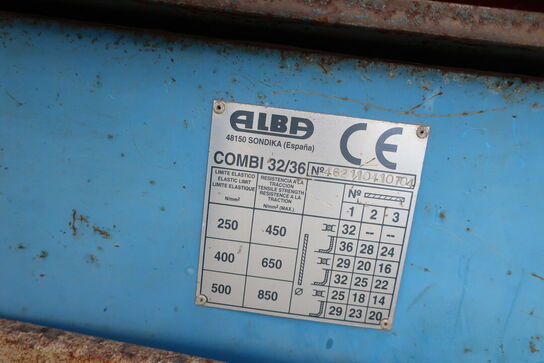 ALBA
48150 SONDIKA (España)
CE
COMBI 32/36 Nº
LIMITE ELASTICO
ELASTIC LIMIT
LIMITE ELASTIQUE
N/mm²
RESISTENCIA A LA
TRACCION
TENSILE STRENGTH
RESISTENCE A LA
TRACTION
N/mm² (MAX.)
Nº
1 2 3
250 450 32 -- --
36 28 24
400 650 29 20 16
32 25 22
500 850 Ø 25 18 14
29 23 20